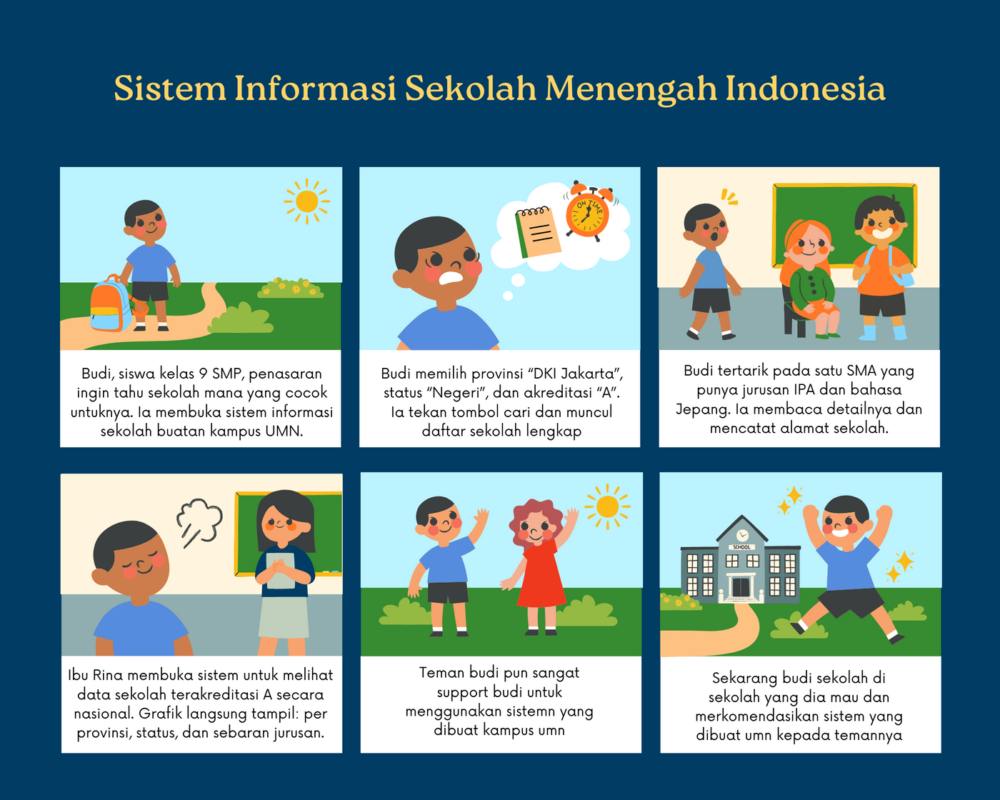 Sistem Informasi Sekolah Menengah Indonesia
ON TIME
Budi, siswa kelas 9 SMP, penasaran
ingin tahu sekolah mana yang cocok
untuknya. Ia membuka sistem informasi
sekolah buatan kampus UMN.
Budi memilih provinsi “DKI Jakarta”,
status “Negeri”, dan akreditasi “A”.
Ia tekan tombol cari dan muncul
daftar sekolah lengkap
Budi tertarik pada satu SMA yang
punya jurusan IPA dan bahasa
Jepang. Ia membaca detailnya dan
mencatat alamat sekolah.
SCHOOL
Ibu Rina membuka sistem untuk melihat
data sekolah terakreditasi A secara
nasional. Grafik langsung tampil: per
provinsi, status, dan sebaran jurusan.
Teman budi pun sangat
support budi untuk
menggunakan sistemn yang
dibuat kampus umn
Sekarang budi sekolah di
sekolah yang dia mau dan
merkomendasikan sistem yang
dibuat umn kepada temannya